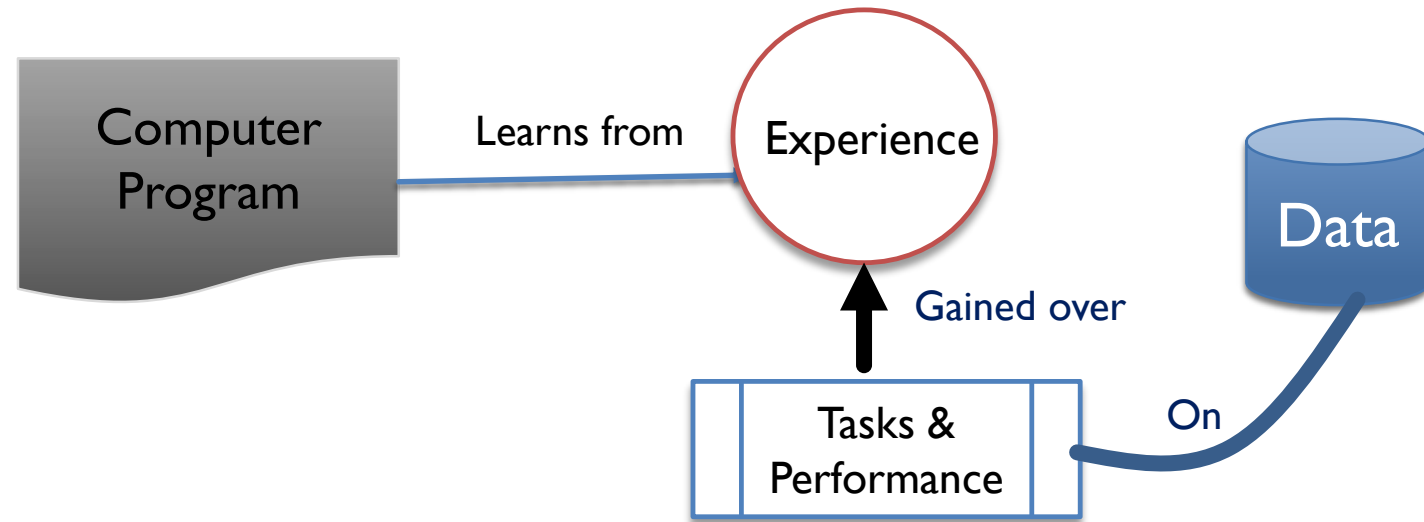 Computer
Program
Learns from
Experience
Data
Gained over
Tasks &
Performance
On